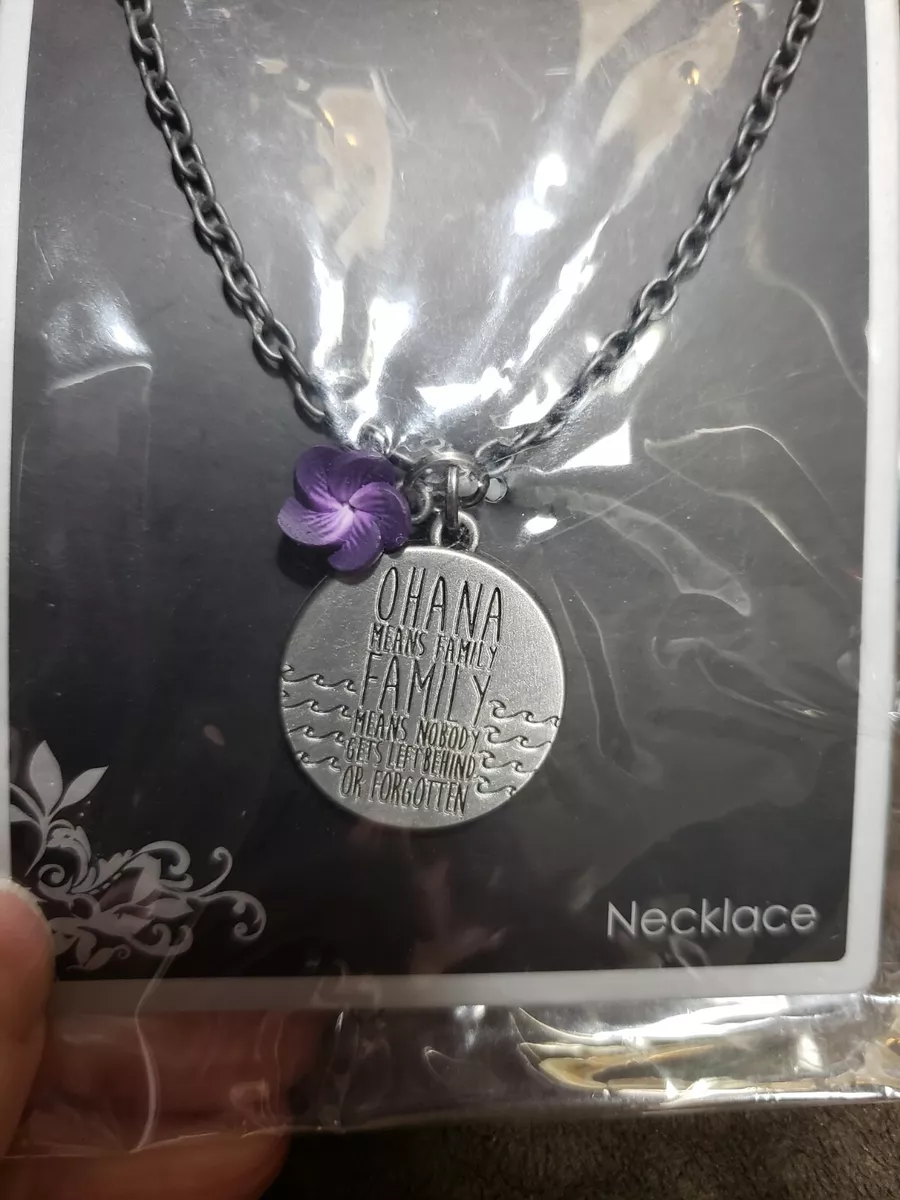 OHANA
MEANS FAMILY
FAMILY
MEANS NOBODY
GETS LEFT BEHIND
OR FORGOTTEN
Necklace